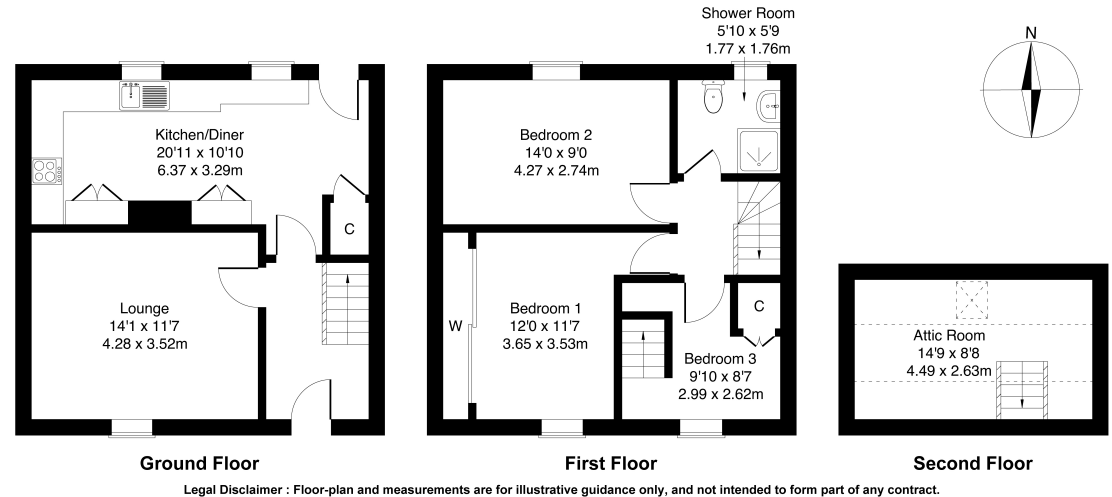 Shower Room
5'10 x 5'9
1.77 x 1.76m
N
Kitchen/Diner
20'11 x 10'10
6.37 x 3.29m
C
Lounge
14'1 x 11'7
4.28 x 3.52m
Bedroom 2
14'0 x 9'0
4.27 x 2.74m
W
Bedroom 1
12'0 x 11'7
3.65 x 3.53m
C
Bedroom 3
9'10 x 8'7
2.99 x 2.62m
Attic Room
14'9 x 8'8
4.49 x 2.63m
Ground Floor
First Floor
Second Floor
Legal Disclaimer : Floor-plan and measurements are for illustrative guidance only, and not intended to form part of any contract.